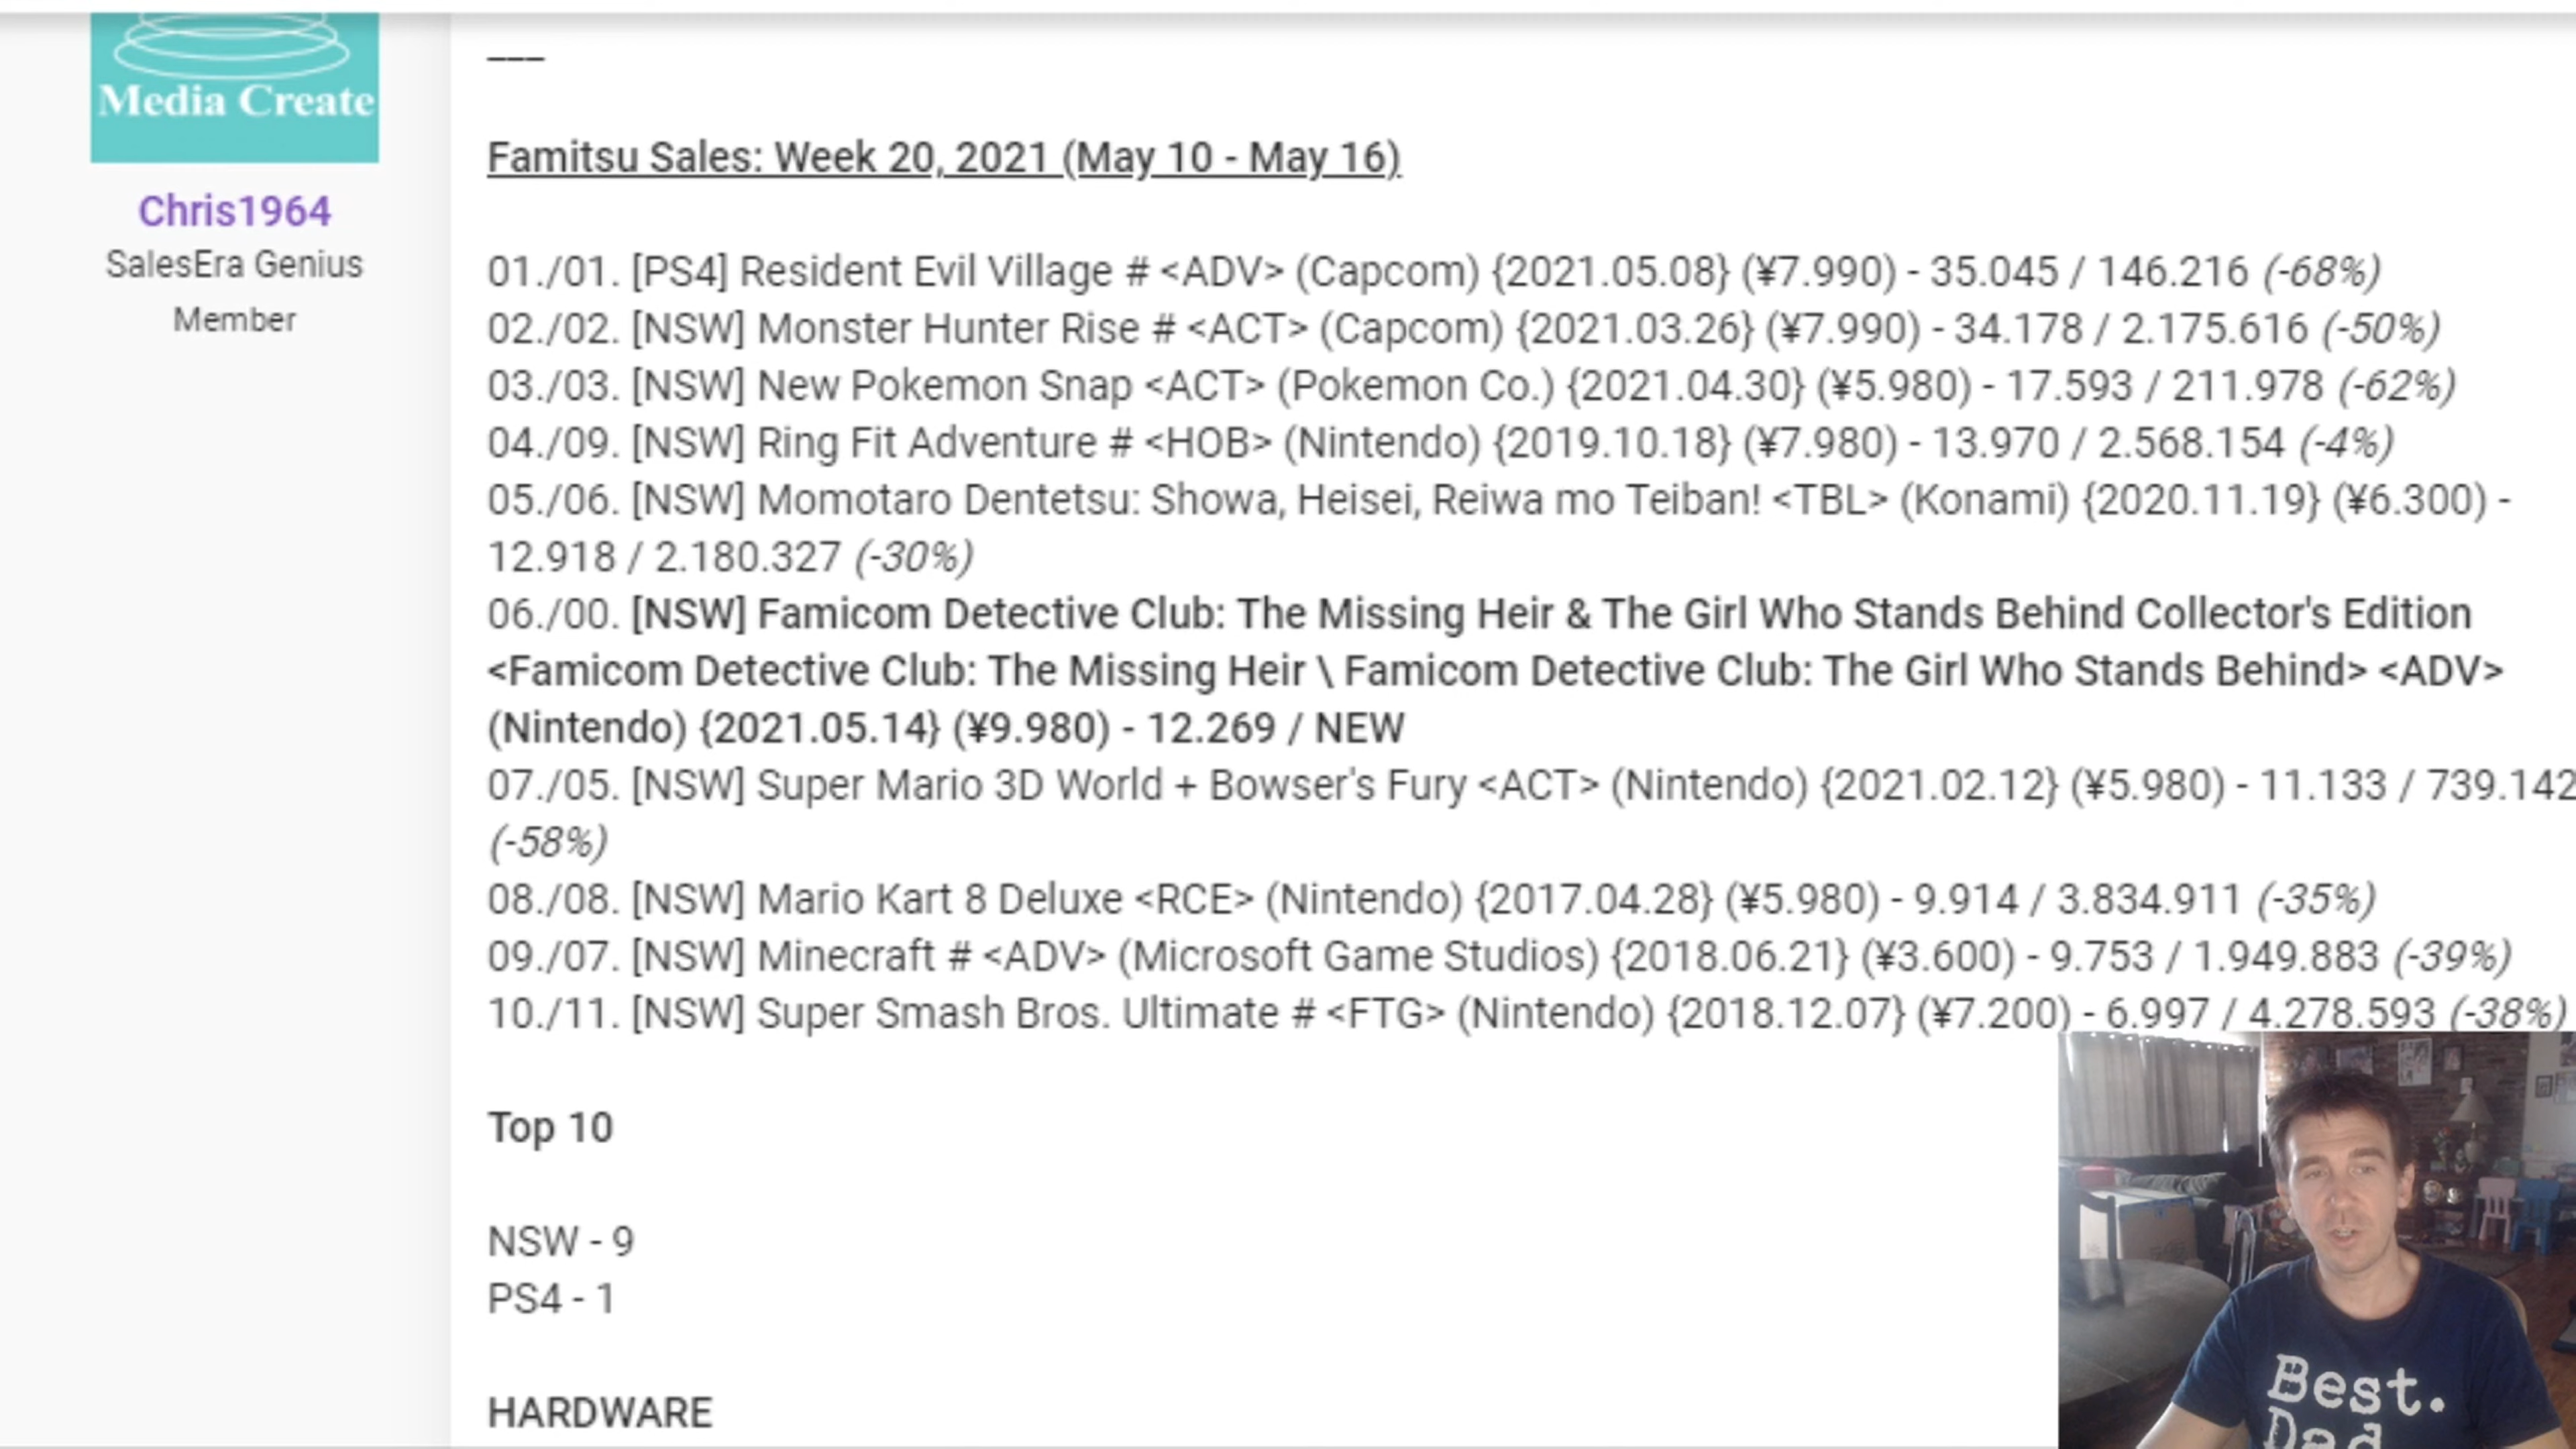 Media Create
Chris1964
SalesEra Genius
Member
___
Famitsu Sales: Week 20, 2021 (May 10 - May 16)
01./01. [PS4] Resident Evil Village # <ADV> (Capcom) {2021.05.08} (¥7.990) - 35.045 / 146.216 (-68%)
02./02. [NSW] Monster Hunter Rise # <ACT> (Capcom) {2021.03.26} (¥7.990) - 34.178 / 2.175.616 (-50%)
03./03. [NSW] New Pokemon Snap <ACT> (Pokemon Co.) {2021.04.30} (¥5.980) - 17.593 / 211.978 (-62%)
04./09. [NSW] Ring Fit Adventure # <HOB> (Nintendo) {2019.10.18} (¥7.980) - 13.970 / 2.568.154 (-4%)
05./06. [NSW] Momotaro Dentetsu: Showa, Heisei, Reiwa mo Teiban! <TBL> (Konami) {2020.11.19} (¥6.300) -
12.918 / 2.180.327 (-30%)
06./00. [NSW] Famicom Detective Club: The Missing Heir & The Girl Who Stands Behind Collector's Edition
<Famicom Detective Club: The Missing Heir \ Famicom Detective Club: The Girl Who Stands Behind> <ADV>
(Nintendo) {2021.05.14} (¥9.980) - 12.269 / NEW
07./05. [NSW] Super Mario 3D World + Bowser's Fury <ACT> (Nintendo) {2021.02.12} (¥5.980) - 11.133 / 739.142
(-58%)
08./08. [NSW] Mario Kart 8 Deluxe <RCE> (Nintendo) {2017.04.28} (¥5.980) - 9.914 / 3.834.911 (-35%)
09./07. [NSW] Minecraft # <ADV> (Microsoft Game Studios) {2018.06.21} (¥3.600) - 9.753 / 1.949.883 (-39%)
10./11. [NSW] Super Smash Bros. Ultimate # <FTG> (Nintendo) {2018.12.07} (¥7.200) - 6.997 / 4.278.593 (-38%)
Top 10
NSW - 9
PS4 - 1
HARDWARE
Best.
Dad